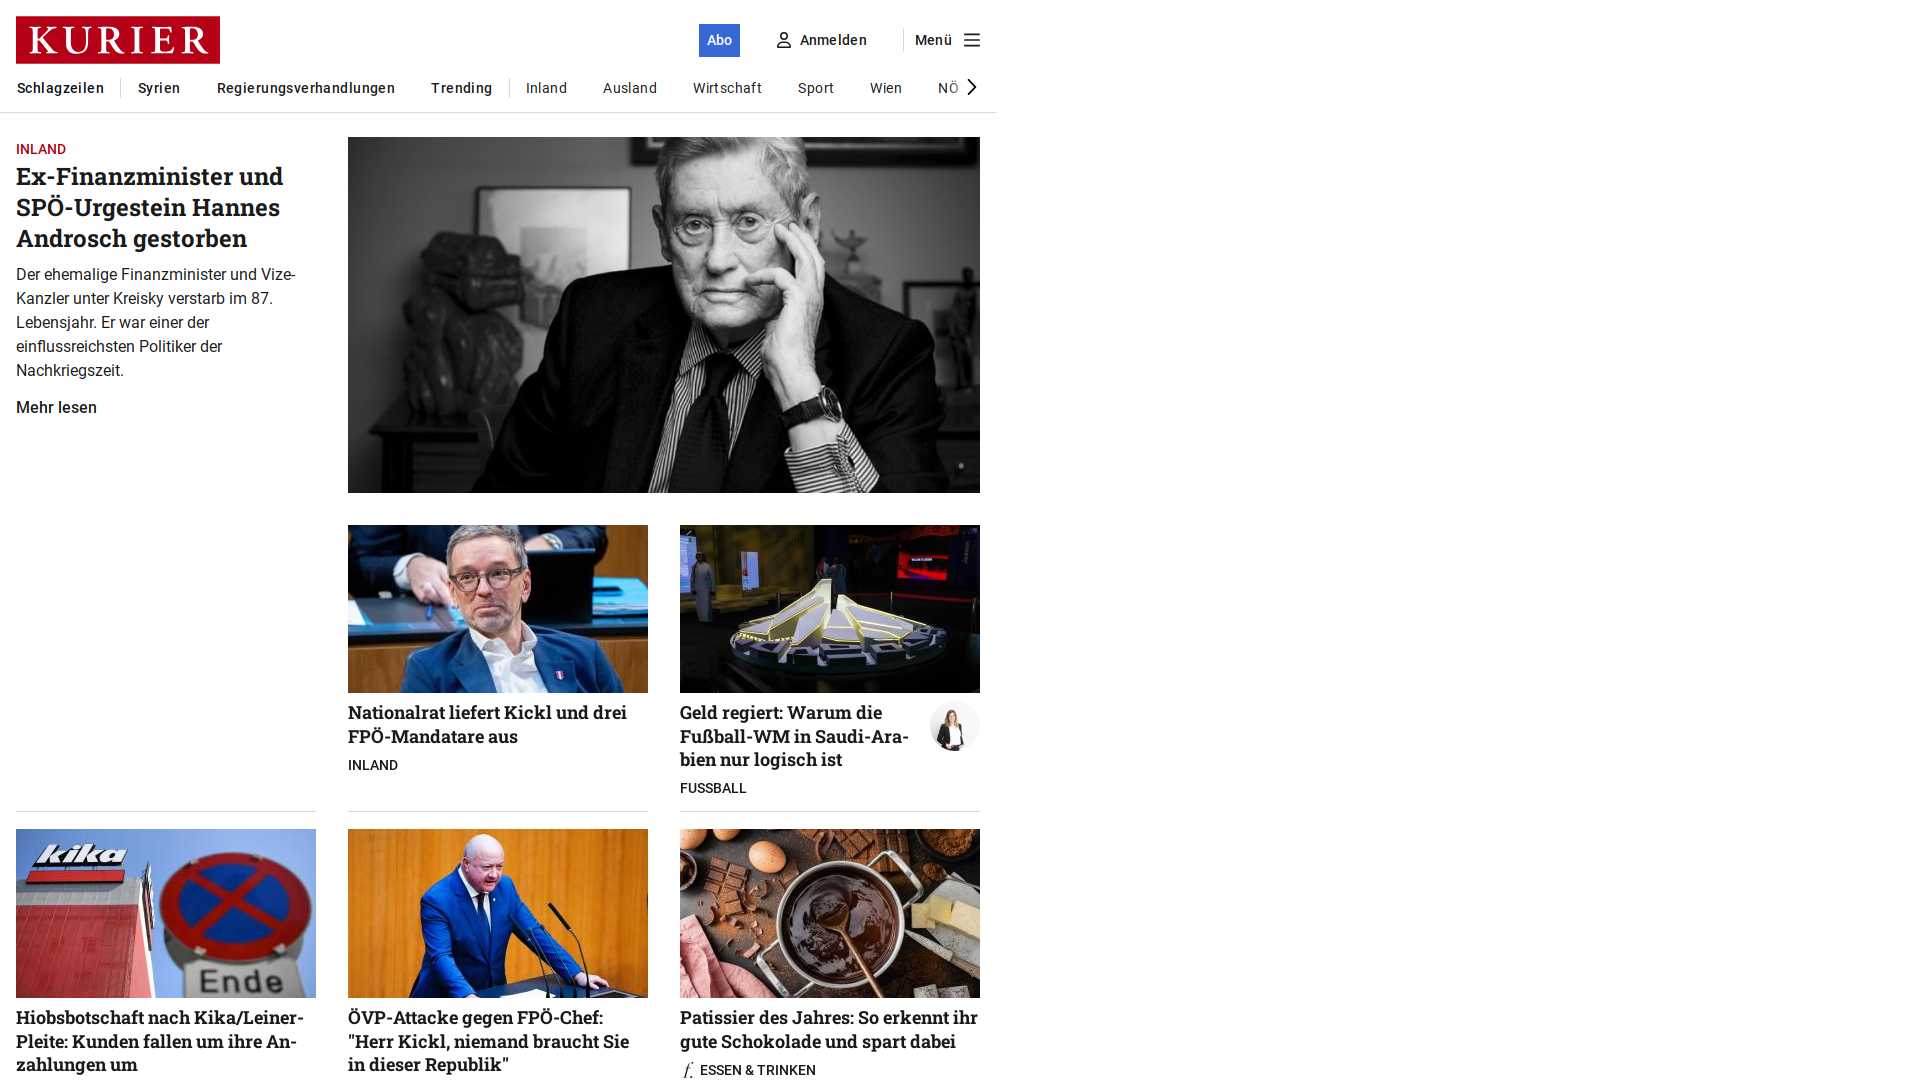 KURIER
Abo
Anmelden
Menü
Schlagzeilen
Syrien
Regierungsverhandlungen
Trending
Inland
Ausland
Wirtschaft
Sport
Wien
NÖ
INLAND
Ex-Finanzminister und
SPÖ-Urgestein Hannes
Androsch gestorben
Der ehemalige Finanzminister und Vize-
Kanzler unter Kreisky verstarb im 87.
Lebensjahr. Er war einer der
einflussreichsten Politiker der
Nachkriegszeit.
Mehr lesen
Nationalrat liefert Kickl und drei
FPÖ-Mandatare aus
INLAND
Geld regiert: Warum die
Fußball-WM in Saudi-Ara-
bien nur logisch ist
FUSSBALL
kika
Ende
Hiobsbotschaft nach Kika/Leiner-
Pleite: Kunden fallen um ihre An-
zahlungen um
ÖVP-Attacke gegen FPÖ-Chef:
"Herr Kickl, niemand braucht Sie
in dieser Republik"
Patissier des Jahres: So erkennt ihr
gute Schokolade und spart dabei
f. ESSEN & TRINKEN